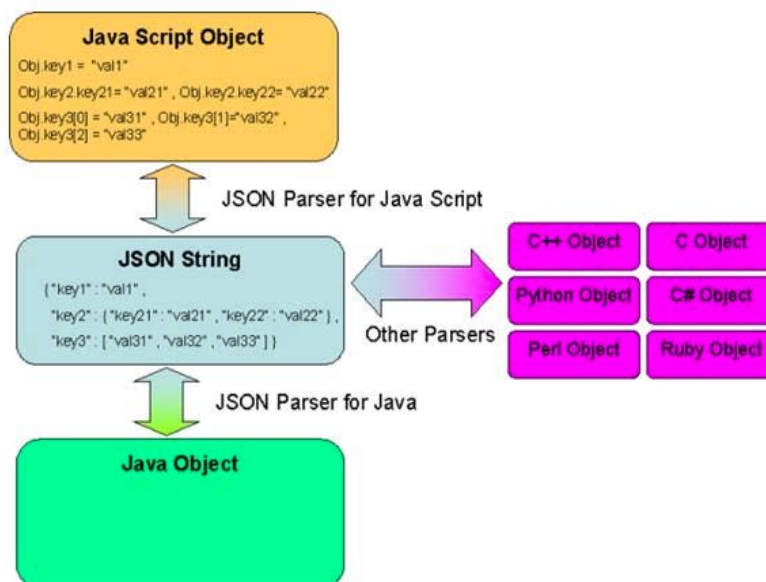 Java Script Object
Obj.key1 = "val1"
Obj.key2.key21= "val21" , Obj.key2.key22= "val22"
Obj.key3[0] = "val31" , Obj.key3[1]="val32" ,
Obj.key3[2] = "val33"
JSON Parser for Java Script
JSON String
{ "key1" : "val1" ,
"key2" : { "key21" : "val21" , "key22" : "val22" } ,
"key3" : [ "val31" , "val32" , "val33" ] }
Other Parsers
C++ Object
C Object
Python Object
C# Object
Perl Object
Ruby Object
JSON Parser for Java
Java Object